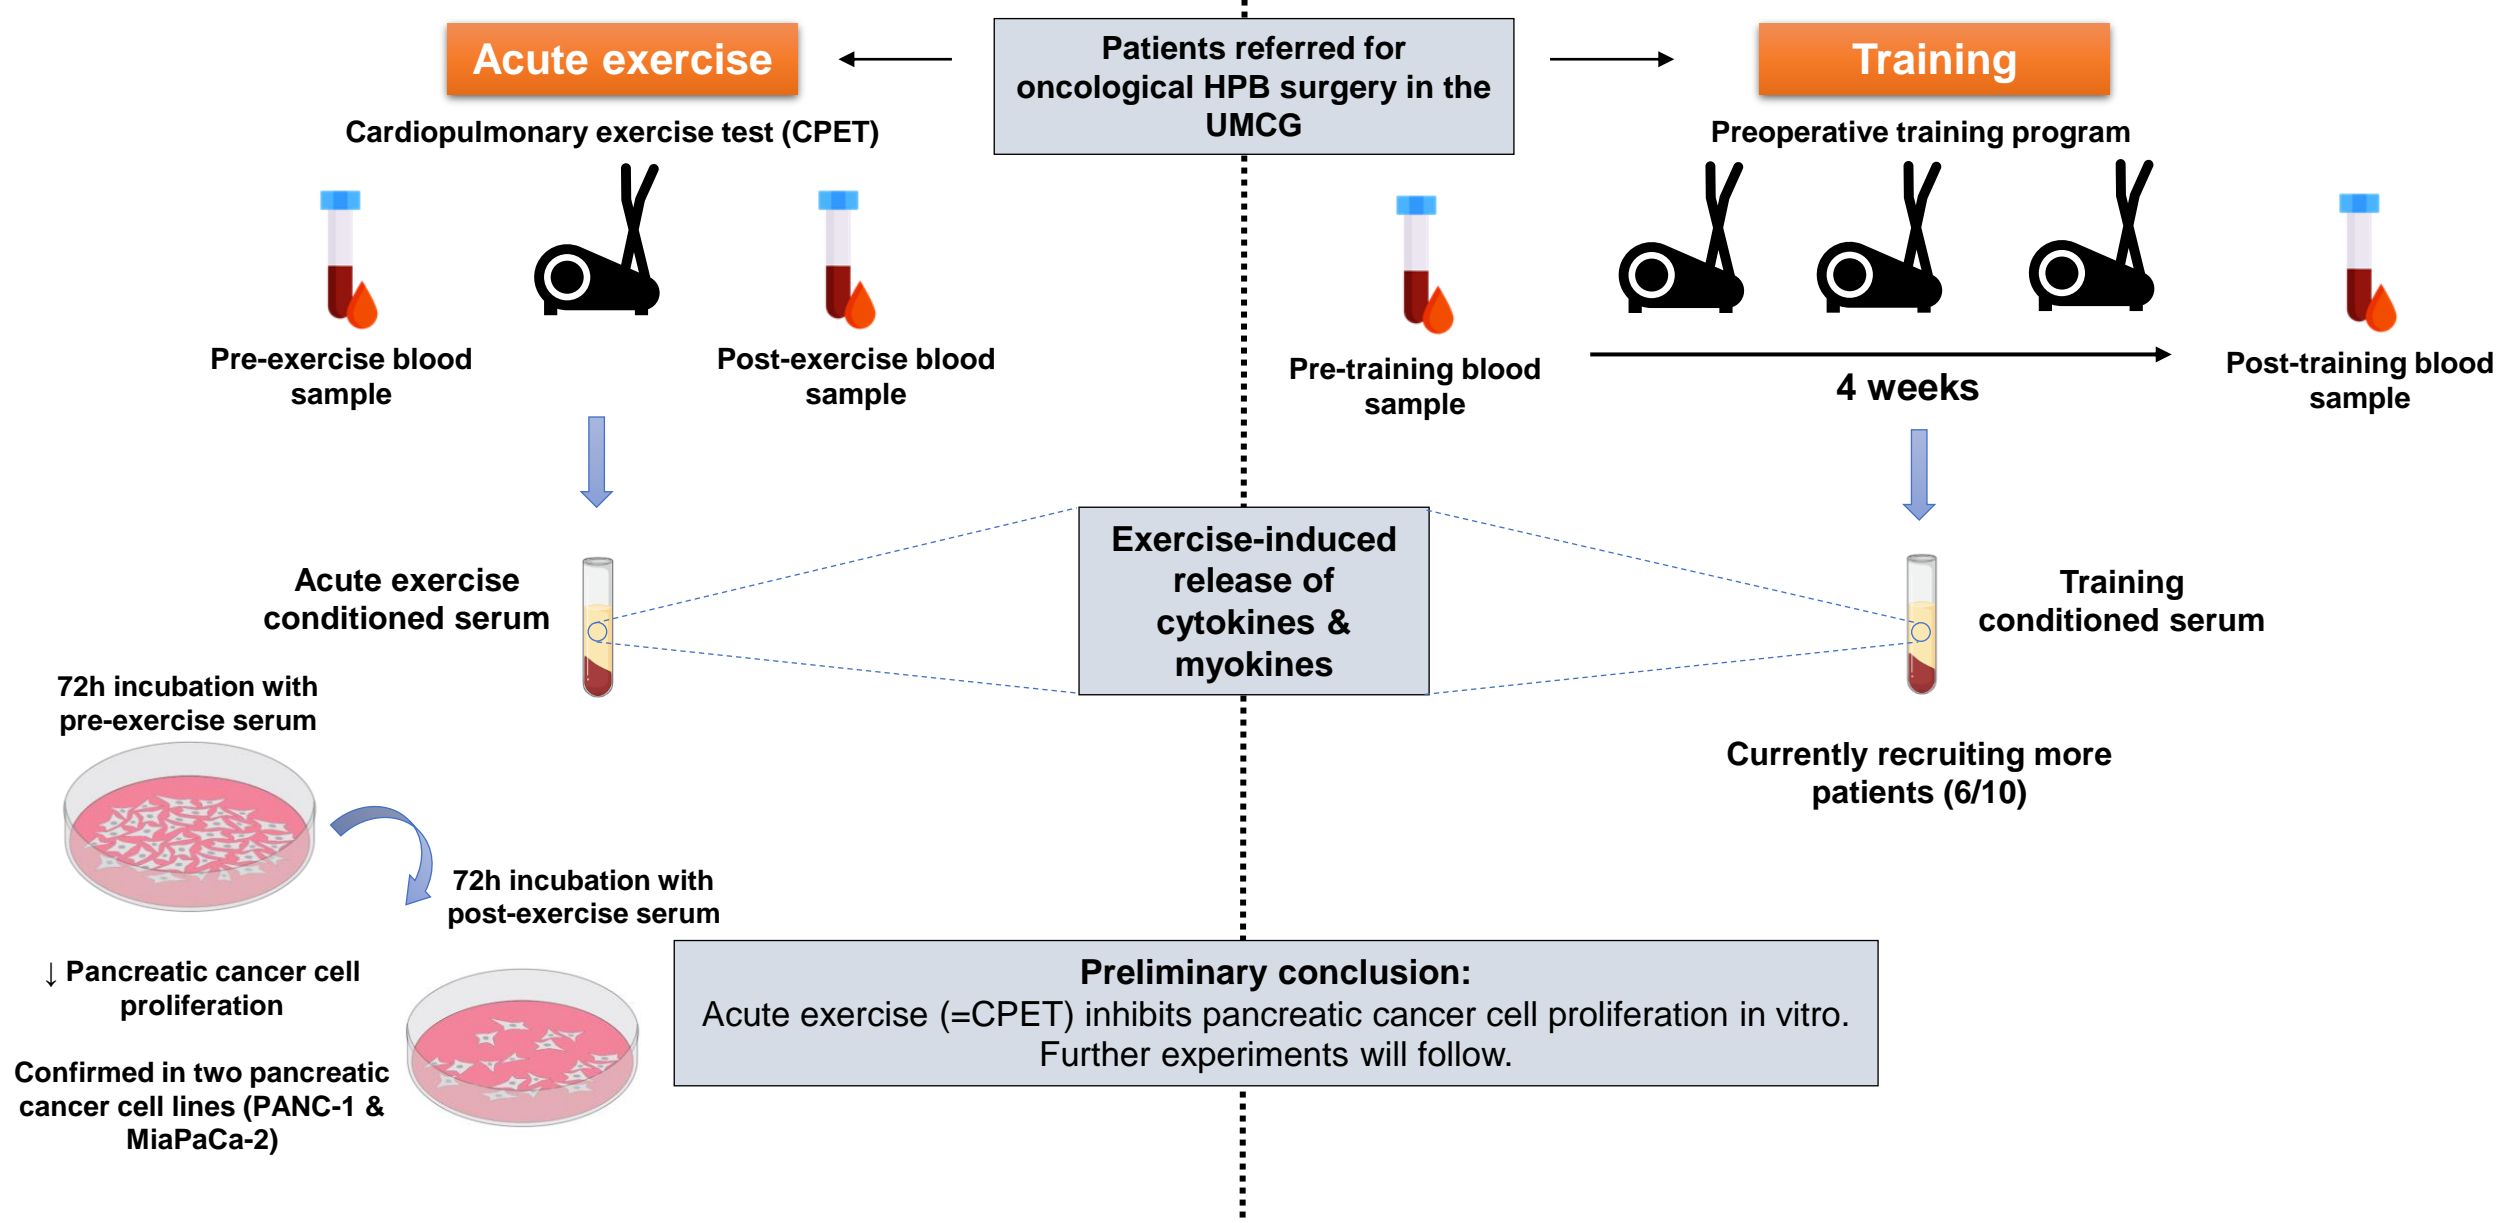 Patients referred for
oncological HPB surgery in the
UMCG
Acute exercise
Cardiopulmonary exercise test (CPET)
Pre-exercise blood
sample
Post-exercise blood
sample
Acute exercise
conditioned serum
72h incubation with
pre-exercise serum
72h incubation with
post-exercise serum
↓ Pancreatic cancer cell
proliferation
Confirmed in two pancreatic
cancer cell lines (PANC-1 &
MiaPaCa-2)
Training
Preoperative training program
Pre-training blood
sample
4 weeks
Post-training blood
sample
Exercise-induced
release of
cytokines &
myokines
Training
conditioned serum
Currently recruiting more
patients (6/10)
Preliminary conclusion:
Acute exercise (=CPET) inhibits pancreatic cancer cell proliferation in vitro.
Further experiments will follow.